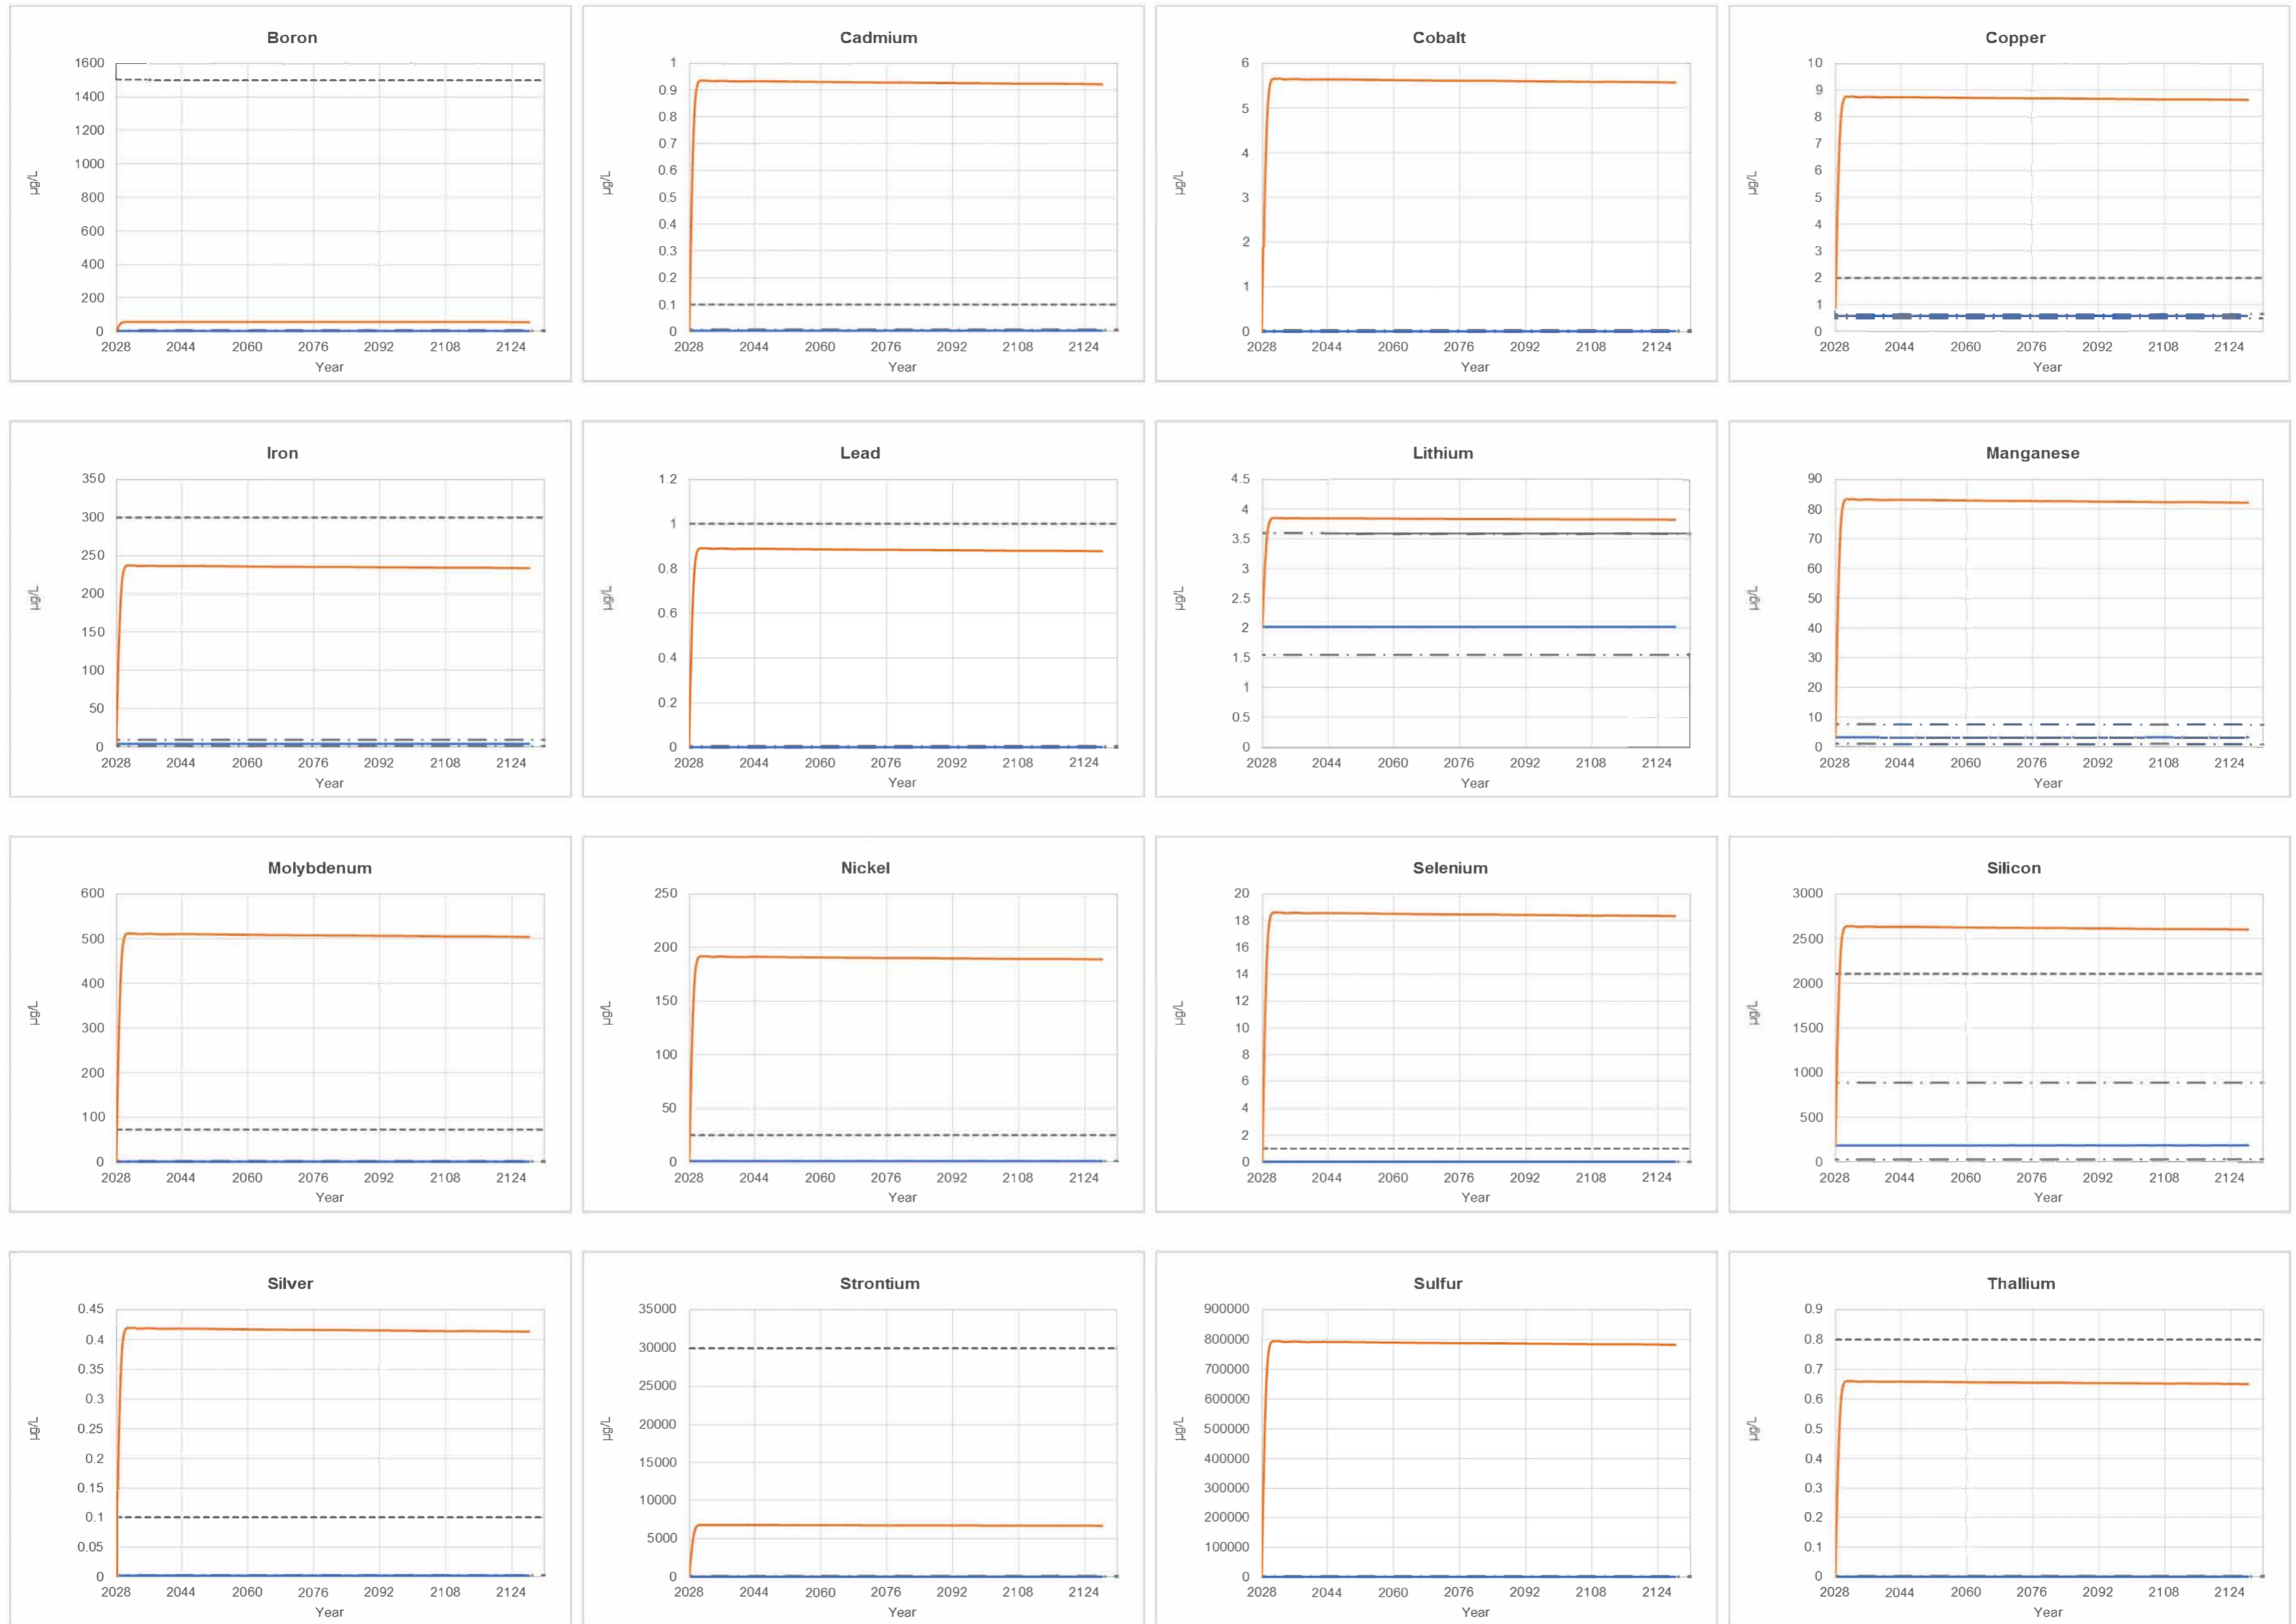 Boron
1600
1400
1200
1000
800
600
400
200
0
µg/L
2028 2044 2060 2076 2092 2108 2124
Year
Cadmium
1
0.9
0.8
0.7
0.6
0.5
0.4
0.3
0.2
0.1
0
µg/L
2028 2044 2060 2076 2092 2108 2124
Year
Cobalt
6
5
4
3
2
1
0
µg/L
2028 2044 2060 2076 2092 2108 2124
Year
Copper
10
9
8
7
6
5
4
3
2
1
0
µg/L
2028 2044 2060 2076 2092 2108 2124
Year
Iron
350
300
250
200
150
100
50
0
µg/L
2028 2044 2060 2076 2092 2108 2124
Year
Lead
1.2
1
0.8
0.6
0.4
0.2
0
µg/L
2028 2044 2060 2076 2092 2108 2124
Year
Lithium
4.5
4
3.5
3
2.5
2
1.5
1
0.5
0
µg/L
2028 2044 2060 2076 2092 2108 2124
Year
Manganese
90
80
70
60
50
40
30
20
10
0
µg/L
2028 2044 2060 2076 2092 2108 2124
Year
Molybdenum
600
500
400
300
200
100
0
µg/L
2028 2044 2060 2076 2092 2108 2124
Year
Nickel
250
200
150
100
50
0
µg/L
2028 2044 2060 2076 2092 2108 2124
Year
Selenium
20
18
16
14
12
10
8
6
4
2
0
µg/L
2028 2044 2060 2076 2092 2108 2124
Year
Silicon
3000
2500
2000
1500
1000
500
0
µg/L
2028 2044 2060 2076 2092 2108 2124
Year
Silver
0.45
0.4
0.35
0.3
0.25
0.2
0.15
0.1
0.05
0
µg/L
2028 2044 2060 2076 2092 2108 2124
Year
Strontium
35000
30000
25000
20000
15000
10000
5000
0
µg/L
2028 2044 2060 2076 2092 2108 2124
Year
Sulfur
900000
800000
700000
600000
500000
400000
300000
200000
100000
0
µg/L
2028 2044 2060 2076 2092 2108 2124
Year
Thallium
0.9
0.8
0.7
0.6
0.5
0.4
0.3
0.2
0.1
0
µg/L
2028 2044 2060 2076 2092 2108 2124
Year